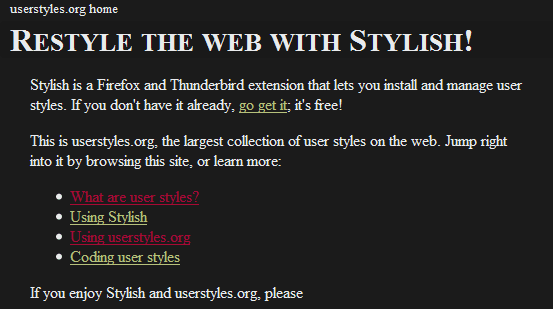 userstyles.org home
RESTYLE THE WEB WITH STYLISH!
Stylish is a Firefox and Thunderbird extension that lets you install and manage user
styles. If you don't have it already, go get it; it's free!
This is userstyles.org, the largest collection of user styles on the web. Jump right
into it by browsing this site, or learn more:
What are user styles?
Using Stylish
Using userstyles.org
Coding user styles
If you enjoy Stylish and userstyles.org, please